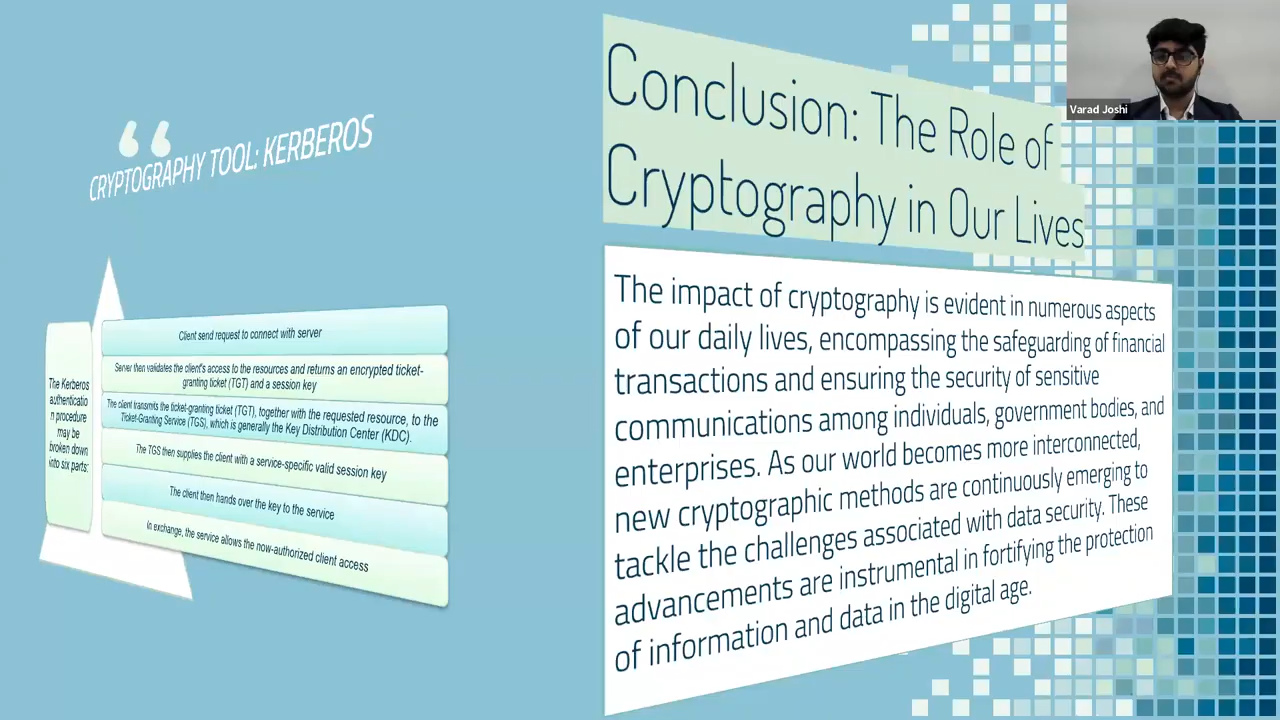 CRYPTOGRAPHY TOOL: KERBEROS
The Kerberos
authenticatio
n procedure
may be
broken down
into six parts:
Client send request to connect with server
Server then validates the client's access to the resources and returns an encrypted ticket-
granting ticket (TGT) and a session key
The client transmits the ticket-granting ticket (TGT), together with the requested resource, to the
Ticket-Granting Service (TGS), which is generally the Key Distribution Center (KDC).
The TGS then supplies the client with a service-specific valid session key
The client then hands over the key to the service
In exchange, the service allows the now-authorized client access
Conclusion: The Role of
Cryptography in Our Lives
The impact of cryptography is evident in numerous aspects
of our daily lives, encompassing the safeguarding of financial
transactions and ensuring the security of sensitive
communications among individuals, government bodies, and
enterprises. As our world becomes more interconnected,
new cryptographic methods are continuously emerging to
tackle the challenges associated with data security. These
advancements are instrumental in fortifying the protection
of information and data in the digital age.
Varad Joshi